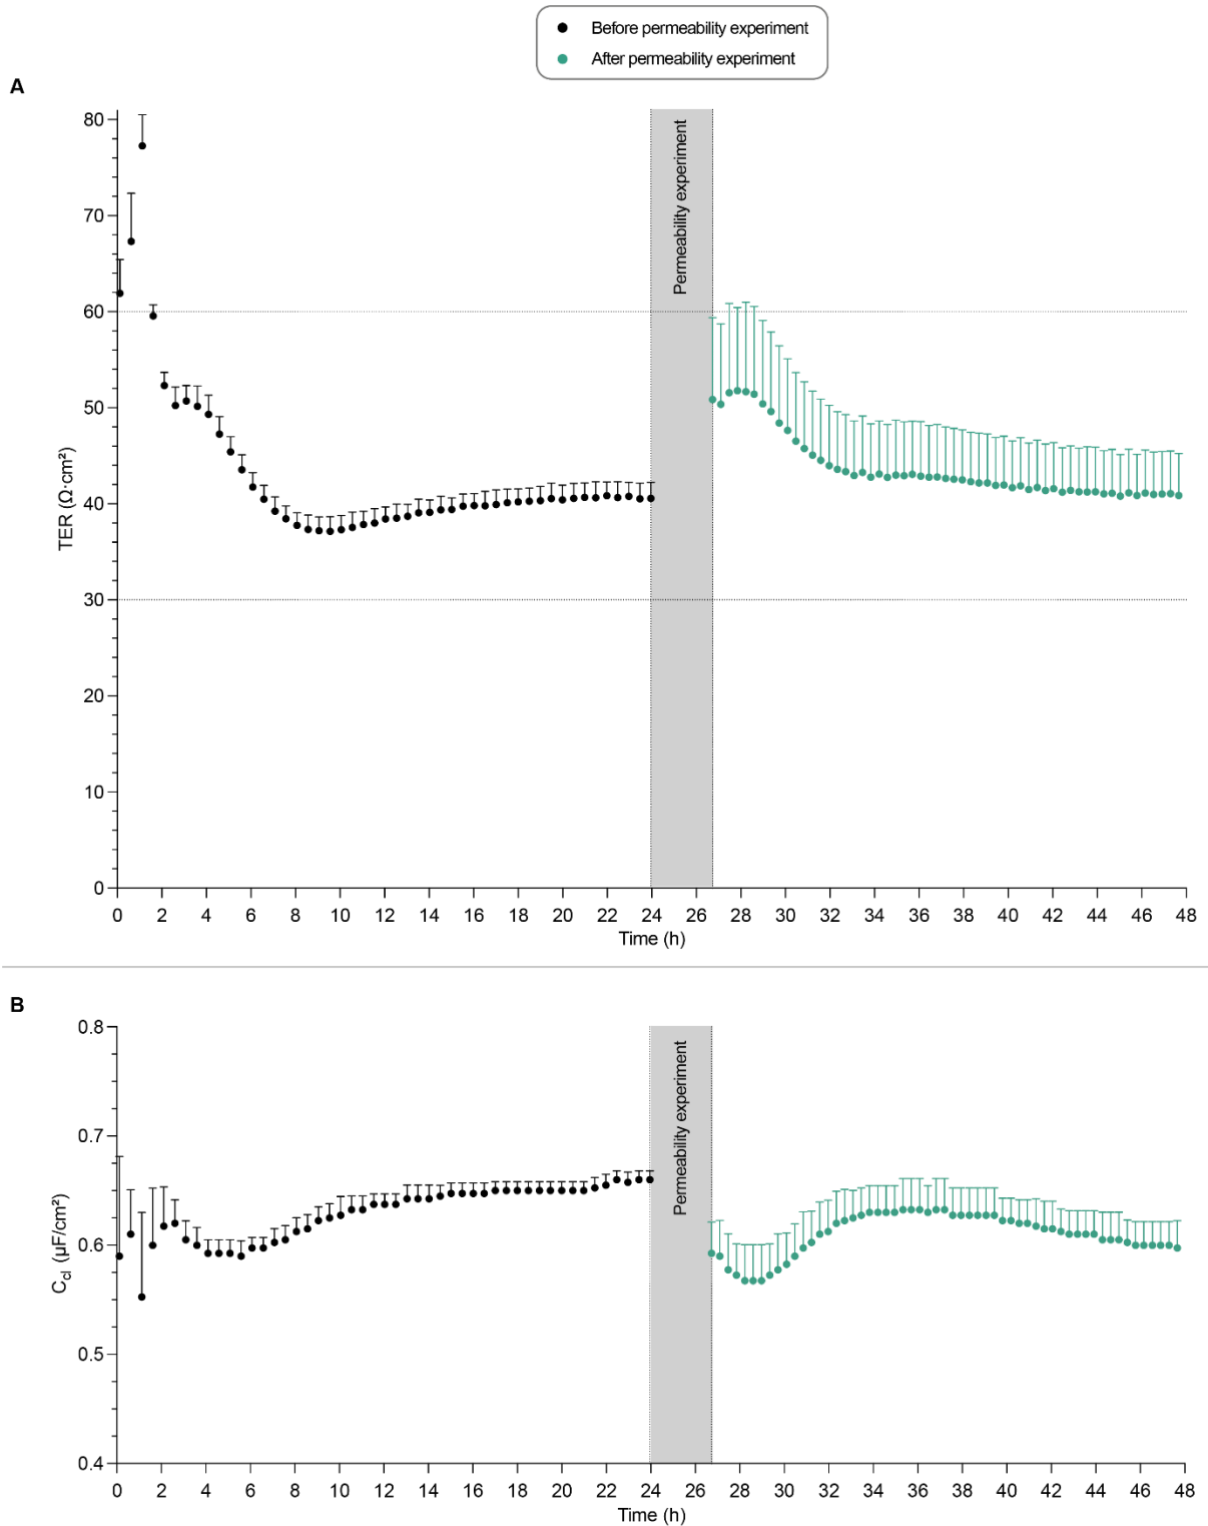 Before permeability experiment
After permeability experiment
A
80
70
60
50
40
30
20
10
0
TER (Ω·cm²)
Permeability experiment
0 2 4 6 8 10 12 14 16 18 20 22 24 26 28 30 32 34 36 38 40 42 44 46 48
Time (h)
B
0.8
0.7
0.6
0.5
0.4
C_cl (µF/cm²)
Permeability experiment
0 2 4 6 8 10 12 14 16 18 20 22 24 26 28 30 32 34 36 38 40 42 44 46 48
Time (h)